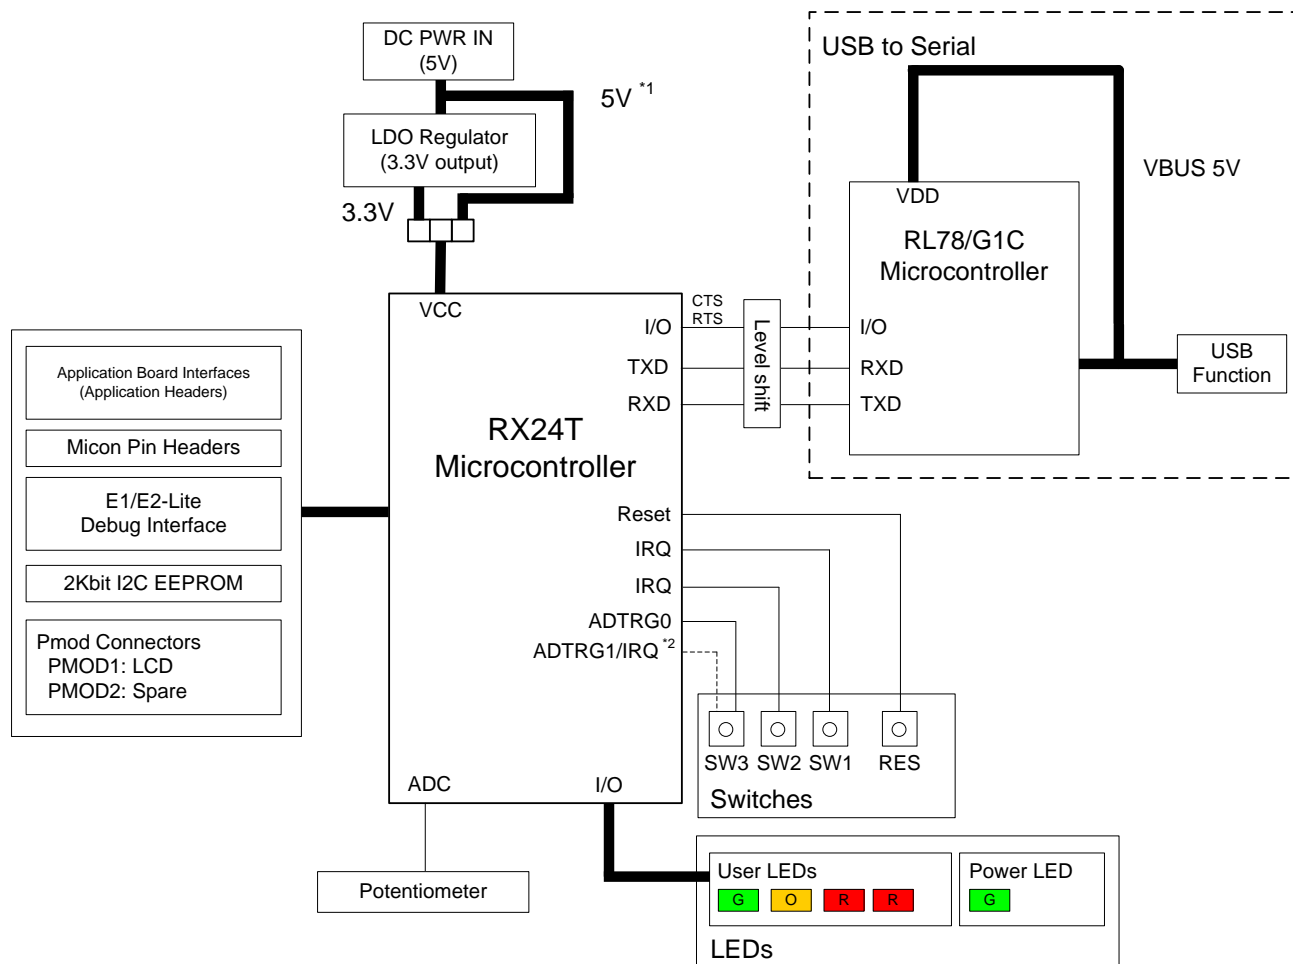 DC PWR IN
(5V)
5V *1
LDO Regulator
(3.3V output)
3.3V
USB to Serial
VBUS 5V
VDD
RL78/G1C
Microcontroller
I/O
RXD
TXD
USB
Function
Level shift
CTS
RTS
VCC
I/O
TXD
RXD
RX24T
Microcontroller
Reset
IRQ
IRQ
ADTRG0
ADTRG1/IRQ *2
ADC
I/O
Application Board Interfaces
(Application Headers)
Micon Pin Headers
E1/E2-Lite
Debug Interface
2Kbit I2C EEPROM
Pmod Connectors
PMOD1: LCD
PMOD2: Spare
SW3 SW2 SW1 RES
Switches
Potentiometer
User LEDs
G O R R
Power LED
G
LEDs